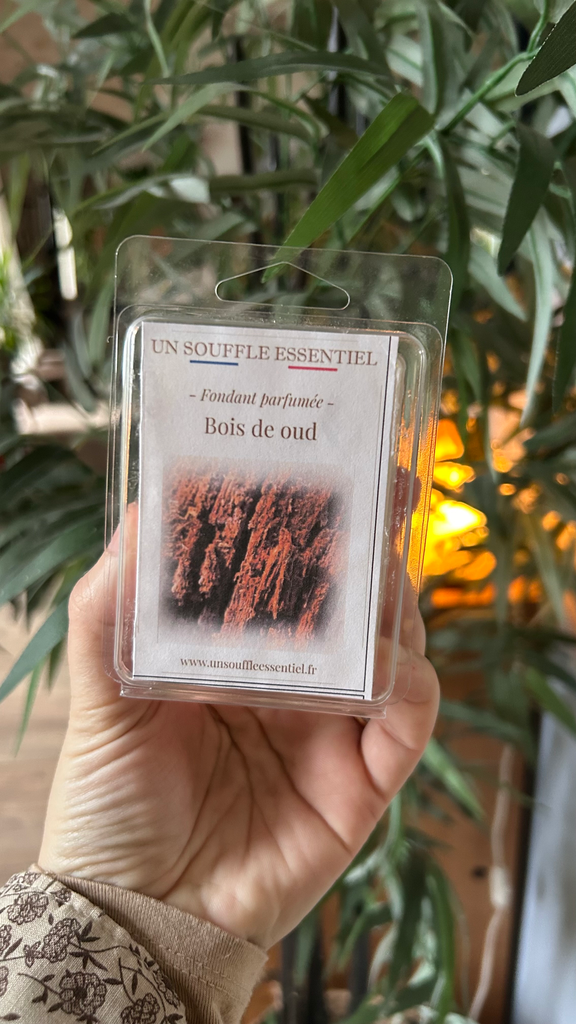 UN SOUFFLE ESSENTIEL
- Fondant parfumée -
Bois de oud
www.unsouffleessentiel.fr